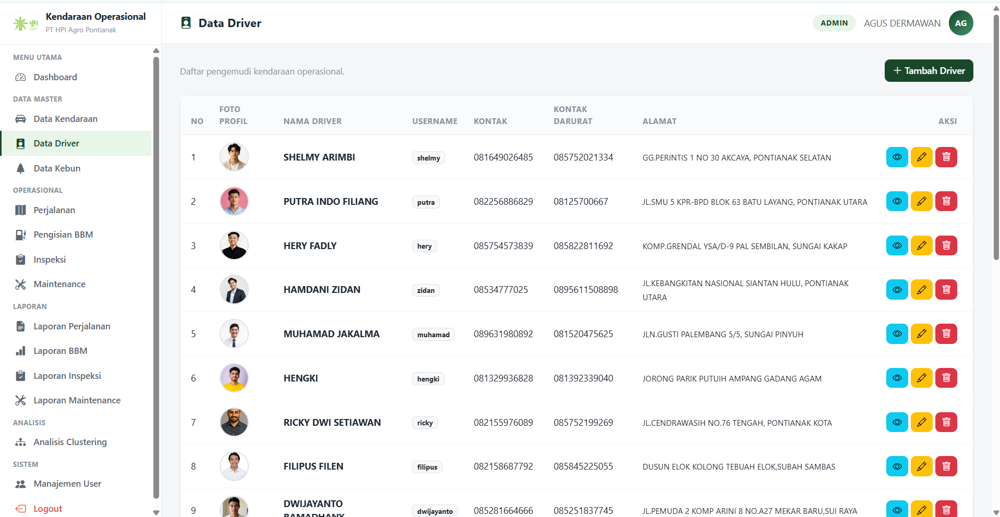 HPI
Kendaraan Operasional
PT HPI Agro Pontianak
MENU UTAMA
Dashboard
DATA MASTER
Data Kendaraan
Data Driver
Data Kebun
OPERASIONAL
Perjalanan
Pengisian BBM
Inspeksi
Maintenance
LAPORAN
Laporan Perjalanan
Laporan BBM
Laporan Inspeksi
Laporan Maintenance
ANALISIS
Analisis Clustering
SISTEM
Manajemen User
Logout
Data Driver
ADMIN AGUS DERMAWAN AG
Daftar pengemudi kendaraan operasional.
+ Tambah Driver
NO FOTO PROFIL NAMA DRIVER USERNAME KONTAK KONTAK DARURAT ALAMAT AKSI
1 SHELMY ARIMBI shelmy 081649026485 085752021334 GG.PERINTIS 1 NO 30 AKCAYA, PONTIANAK SELATAN
2 PUTRA INDO FILIANG putra 082256886829 08125700667 JL.SMU 5 KPR-BPD BLOK 63 BATU LAYANG, PONTIANAK UTARA
3 HERY FADLY hery 085754573839 085822811692 KOMP.GRENDAL YSA/D-9 PAL SEMBILAN, SUNGAI KAKAP
4 HAMDANI ZIDAN zidan 08534777025 0895611508898 JL.KEBANGKITAN NASIONAL SIANTAN HULU, PONTIANAK
UTARA
5 MUHAMAD JAKALMA muhamad 089631980892 081520475625 JLN.GUSTI PALEMBANG 5/5, SUNGAI PINYUH
6 HENGKI hengki 081329936828 081392339040 JORONG PARIK PUTUIH AMPANG GADANG AGAM
7 RICKY DWI SETIAWAN ricky 082155976089 085752199269 JL.CENDRAWASIH NO.76 TENGAH, PONTIANAK KOTA
8 FILIPUS FILEN filipus 082158687792 085845225055 DUSUN ELOK KOLONG TEBUAH ELOK,SUBAH SAMBAS
9 DWIJAYANTO dwijayanto 085281664666 085251837745 JL.PEMUDA 2 KOMP ARINI 8 NO.A27 MEKAR BARU,SUI RAYA
RAMADHANY